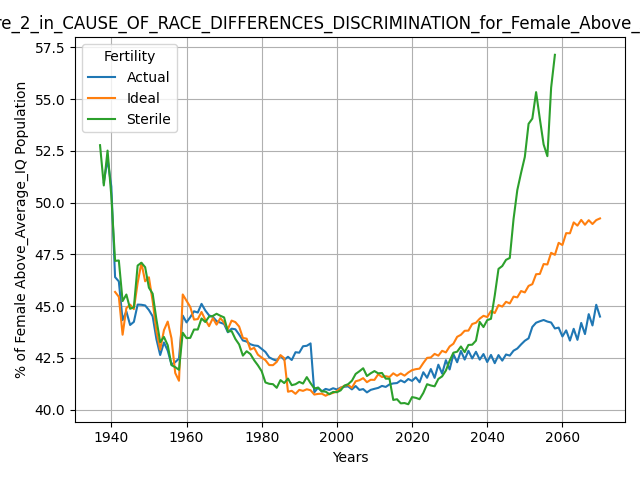 re_2_in_CAUSE_OF_RACE_DIFFERENCES_DISCRIMINATION_for_Female_Above_
57.5
55.0
52.5
50.0
47.5
45.0
42.5
40.0
% of Female Above_Average_IQ Population
Fertility
Actual
Ideal
Sterile
1940 1960 1980 2000 2020 2040 2060
Years